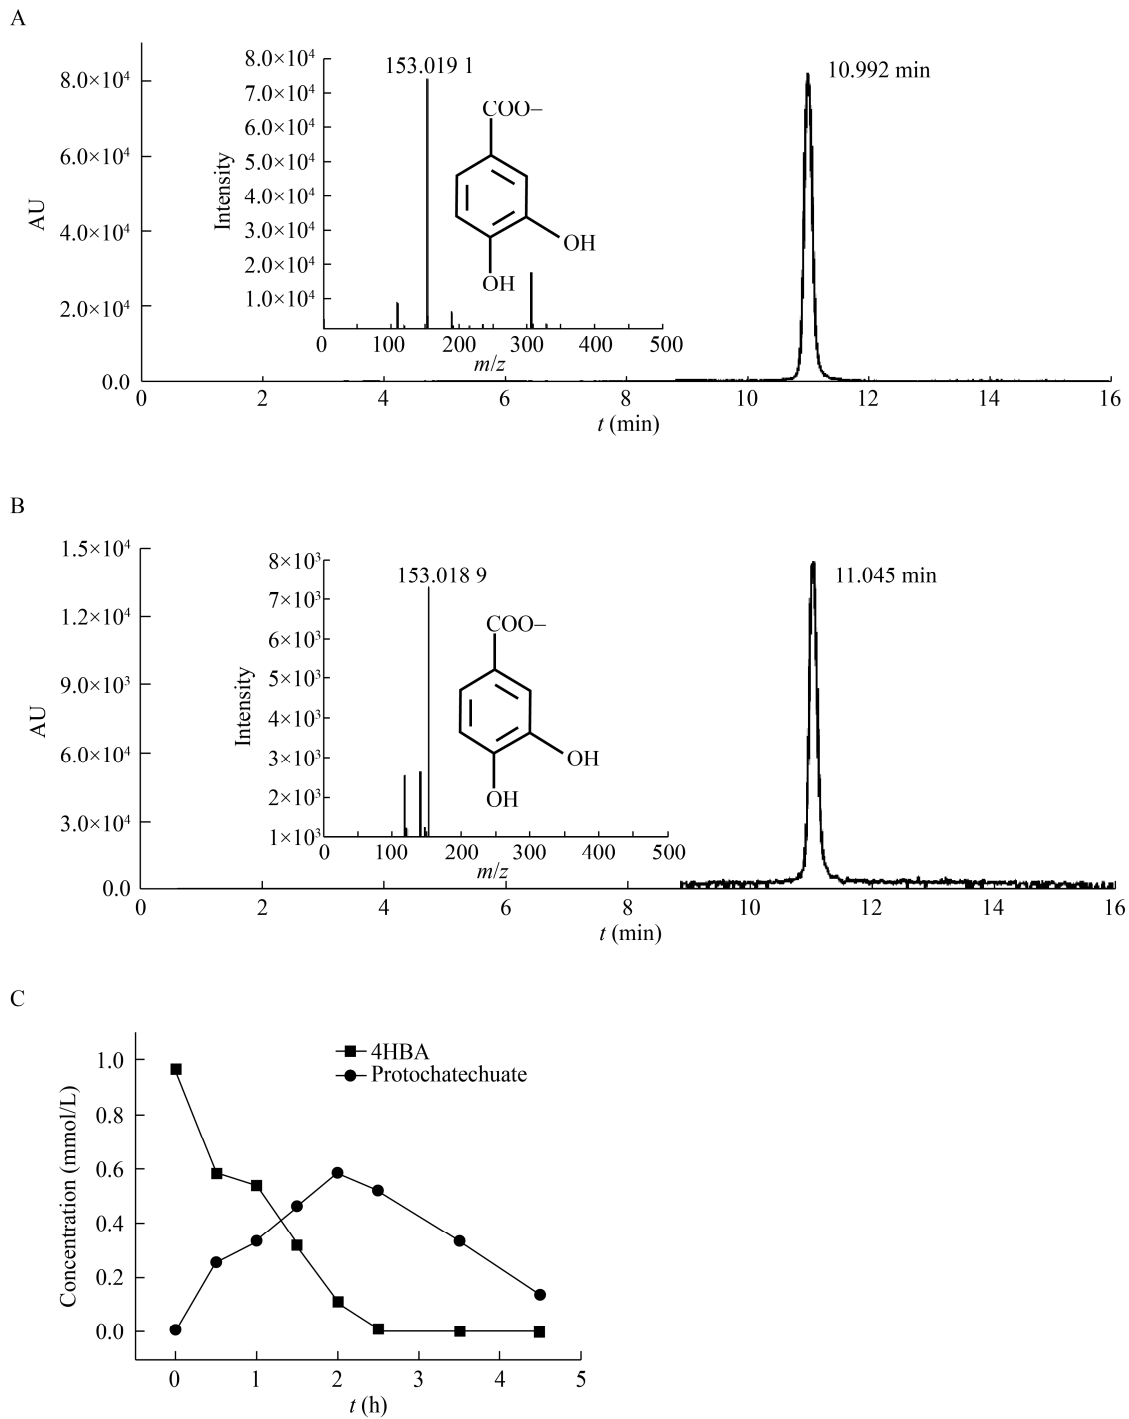 A
8.0×10⁴
6.0×10⁴
4.0×10⁴
2.0×10⁴
0.0
AU
0 2 4 6 8 10 12 14 16
t (min)
10.992 min
8.0×10⁴
7.0×10⁴
6.0×10⁴
5.0×10⁴
4.0×10⁴
3.0×10⁴
2.0×10⁴
1.0×10⁴
Intensity
0 100 200 300 400 500
m/z
153.019 1
COO–
OH
OH
B
1.5×10⁴
1.2×10⁴
9.0×10³
6.0×10⁴
3.0×10⁴
0.0
AU
0 2 4 6 8 10 12 14 16
t (min)
11.045 min
8×10³
7×10³
6×10³
5×10³
4×10³
3×10³
2×10³
1×10³
Intensity
0 100 200 300 400 500
m/z
153.018 9
COO–
OH
OH
C
1.0
0.8
0.6
0.4
0.2
0.0
Concentration (mmol/L)
4HBA
Protochatechuate
0 1 2 3 4 5
t (h)